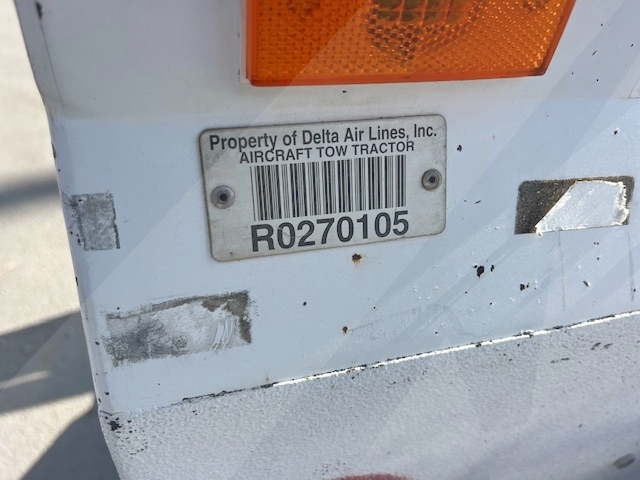 Property of Delta Air Lines, Inc.
AIRCRAFT TOW TRACTOR
R0270105